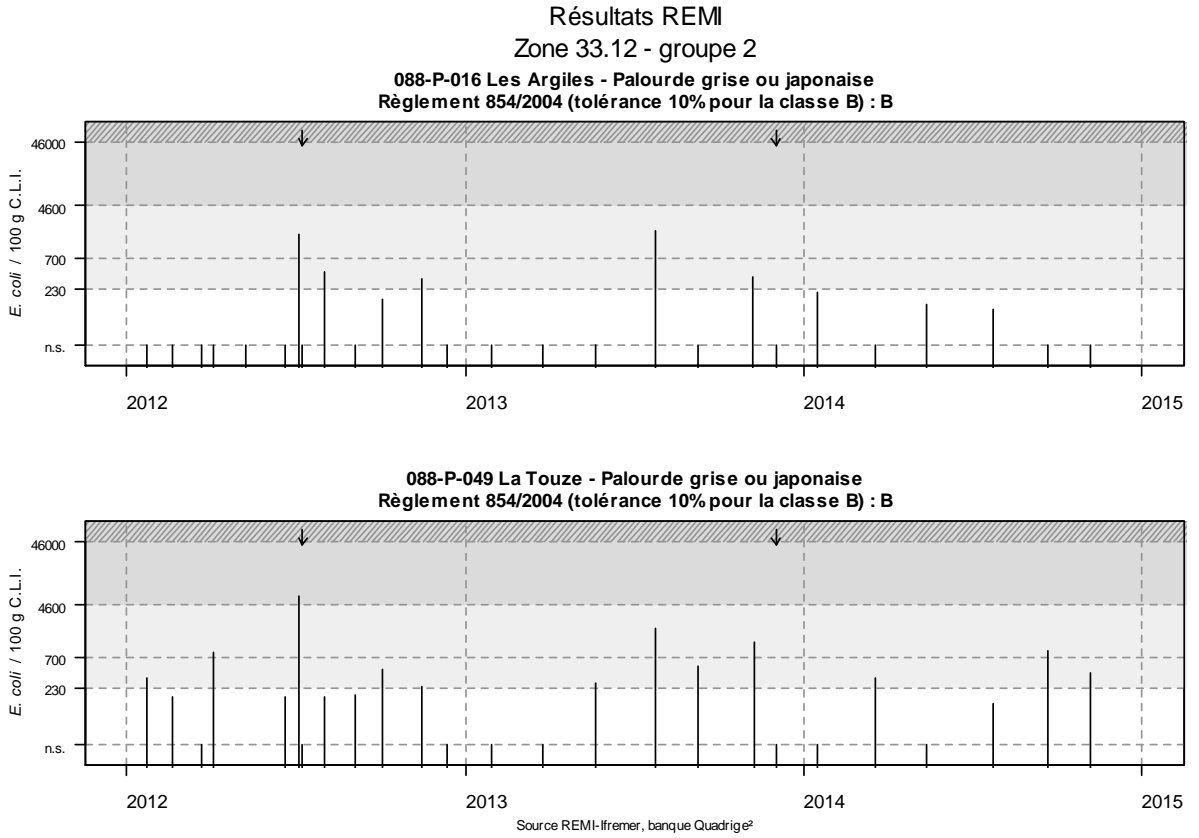 Résultats REMI
Zone 33.12 - groupe 2
088-P-016 Les Argiles - Palourde grise ou japonaise
Règlement 854/2004 (tolérance 10% pour la classe B) : B
E. coli / 100 g C.L.I.
46000
4600
700
230
n.s.
2012 2013 2014 2015
088-P-049 La Touze - Palourde grise ou japonaise
Règlement 854/2004 (tolérance 10% pour la classe B) : B
E. coli / 100 g C.L.I.
46000
4600
700
230
n.s.
2012 2013 2014 2015
Source REMI-Ifremer, banque Quadrige²